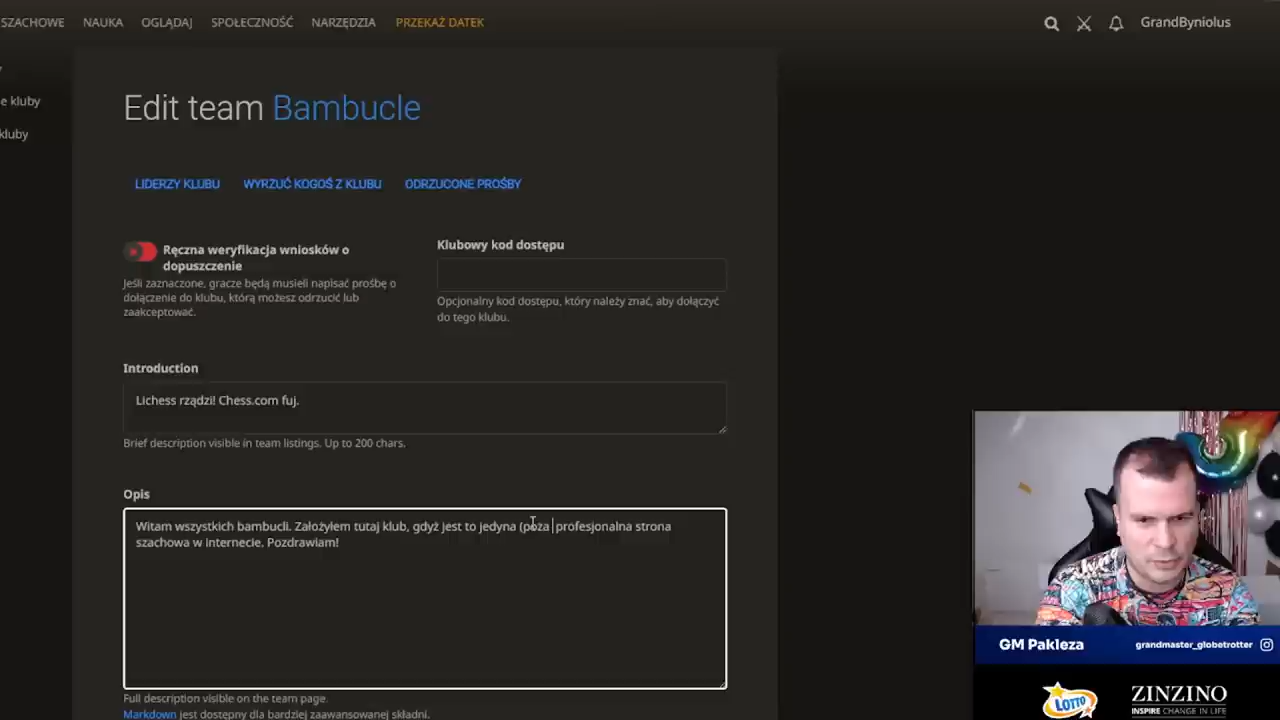 SZACHOWE NAUKA OGLĄDAJ SPOŁECZNOŚĆ NARZĘDZIA PRZEKAŻ DATEK GrandByniolus
e kluby
kluby
Edit team Bambucle
LIDERZY KLUBU WYRZUĆ KOGOŚ Z KLUBU ODRZUCONE PROŚBY
Ręczna weryfikacja wniosków o
dopuszczenie
Jeśli zaznaczone, gracze będą musieli napisać prośbę o
dołączenie do klubu, którą możesz odrzucić lub
zaakceptować.
Klubowy kod dostępu
Opcjonalny kod dostępu, który należy znać, aby dołączyć
do tego klubu.
Introduction
Lichess rządzi! Chess.com fuj.
Brief description visible in team listings. Up to 200 chars.
Opis
Witam wszystkich bambucli. Założyłem tutaj klub, gdyż jest to jedyna (poza profesjonalna strona
szachowa w internecie. Pozdrawiam!
Full description visible on the team page.
Markdown jest dostępny dla bardziej zaawansowanej składni.
GM Pakleza grandmaster_globetrotter
LOTTO
ZINZINO
INSPIRE CHANGE IN LIFE